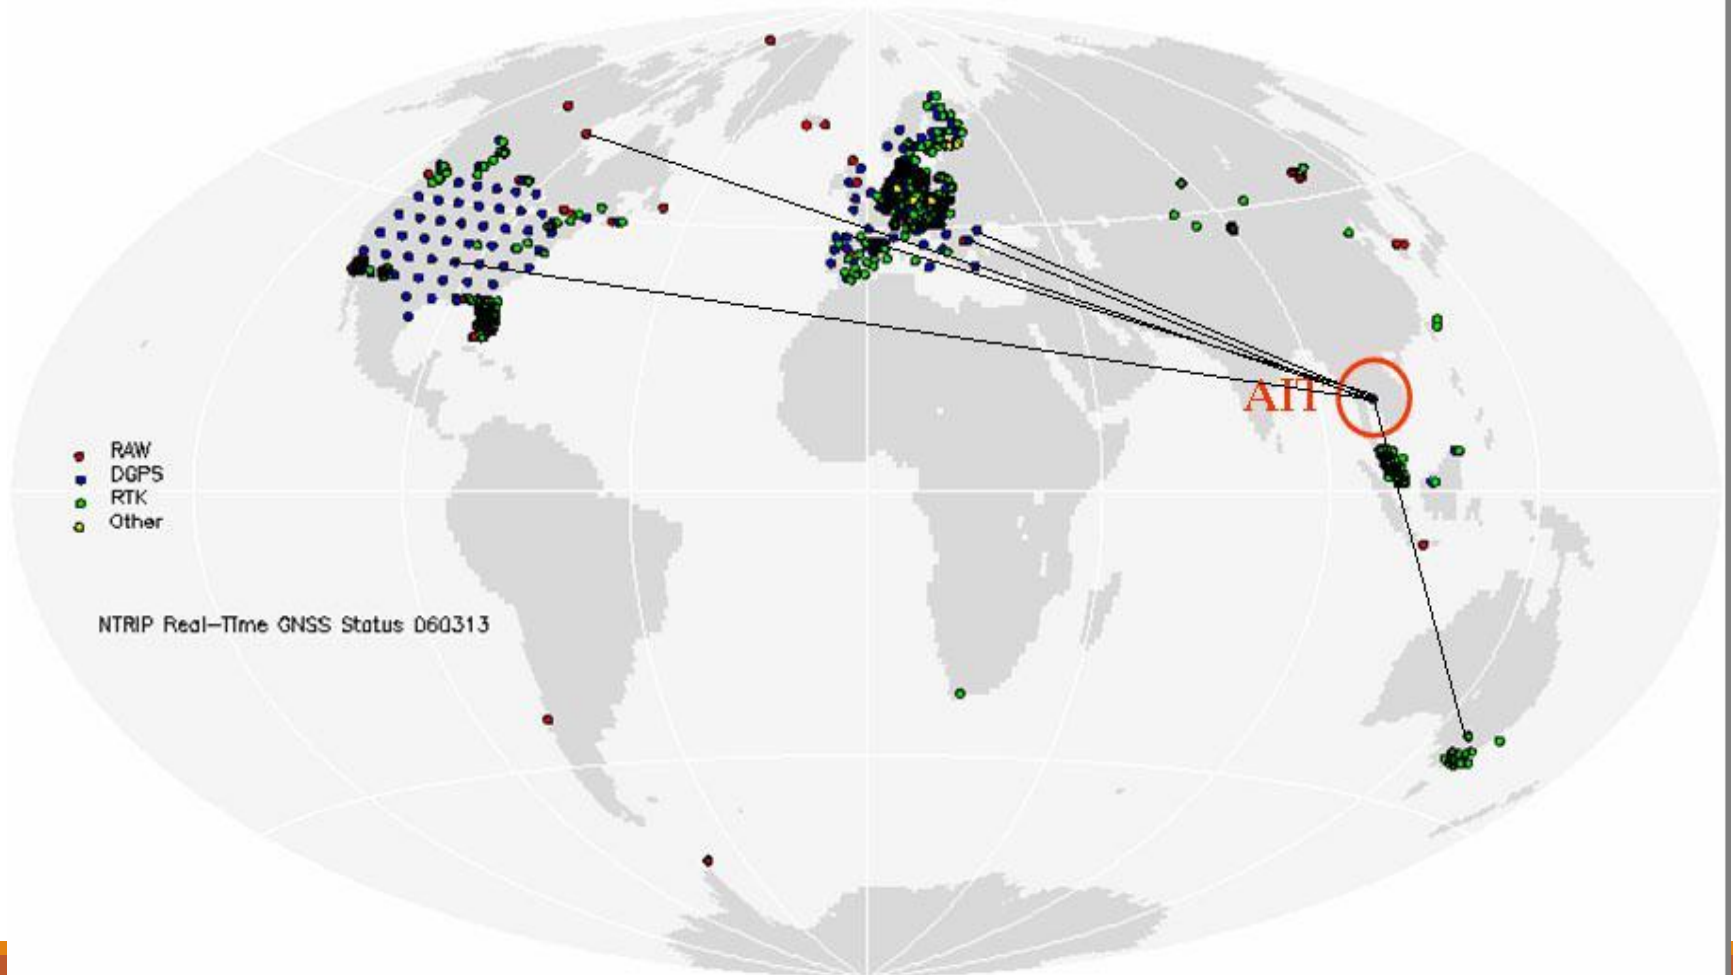 AIT
RAW
DGPS
RTK
Other
NTRIP Real-Time GNSS Status 060313